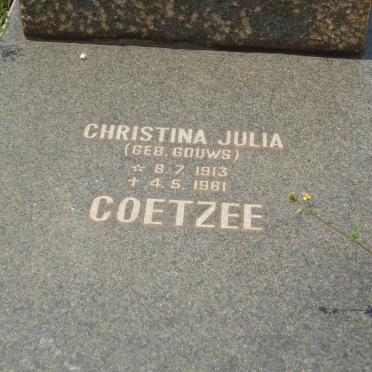 CHRISTINA JULIA
(GEB. GOUWS)
☆ 8.7 1913
✝ 4.5.1981
COETZEE